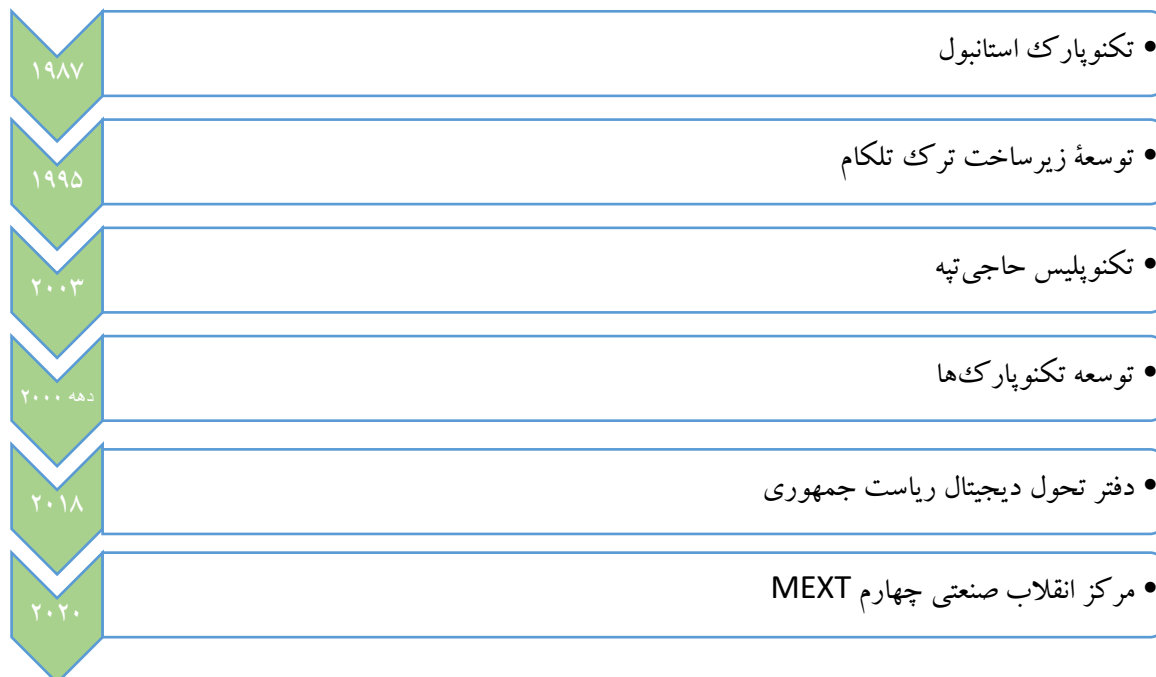 ۱۹۸۷
• تكنوپارک استانبول
۱۹۹۵
• توسعهٔ زیرساخت ترک تلکام
۲۰۰۳
• تکنوپلیس حاجی‌تپه
دهه ۲۰۰۰
• توسعه تکنوپارک‌ها
۲۰۱۸
• دفتر تحول دیجیتال ریاست جمهوری
۲۰۲۰
• مرکز انقلاب صنعتی چهارم MEXT